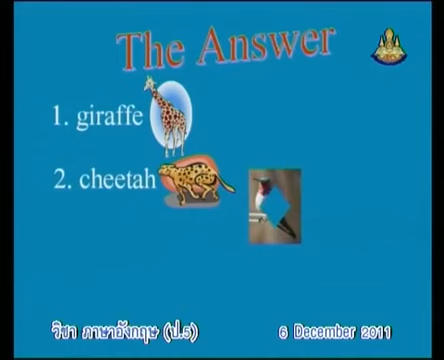 The Answer
1. giraffe
2. cheetah
วิชา ภาษาอังกฤษ (ป.5)
6 December 2011